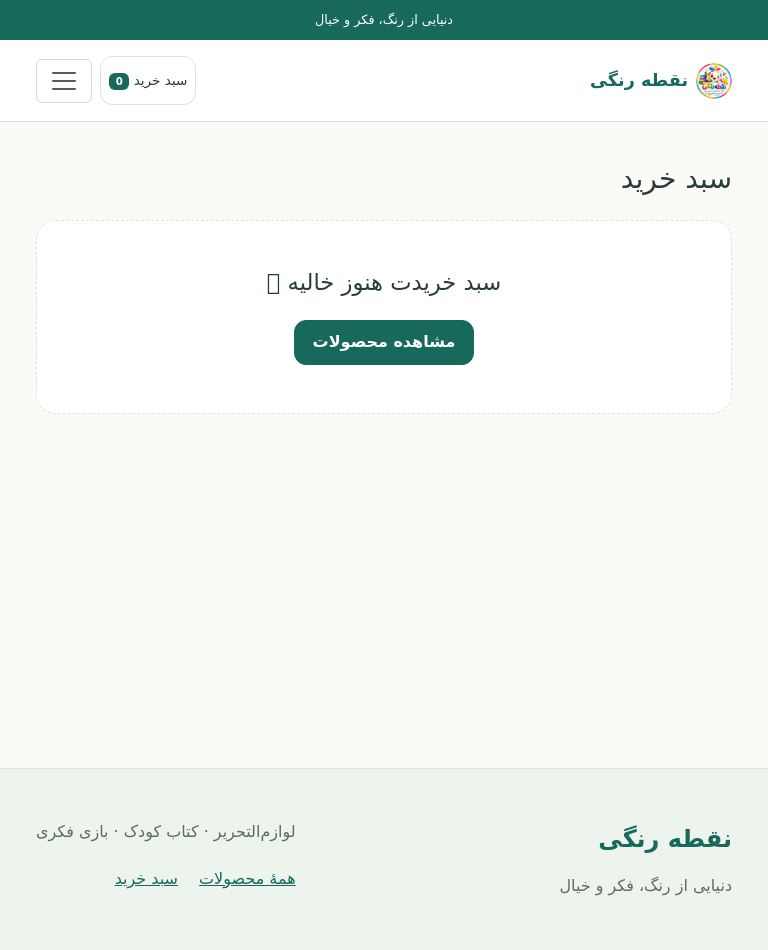 دنیایی از رنگ، فکر و خیال
نقطه رنگی
سبد خرید 0
سبد خرید
سبد خریدت هنوز خالیه
مشاهده محصولات
نقطه رنگی
دنیایی از رنگ، فکر و خیال
لوازم‌التحریر · کتاب کودک · بازی فکری
همهٔ محصولات سبد خرید